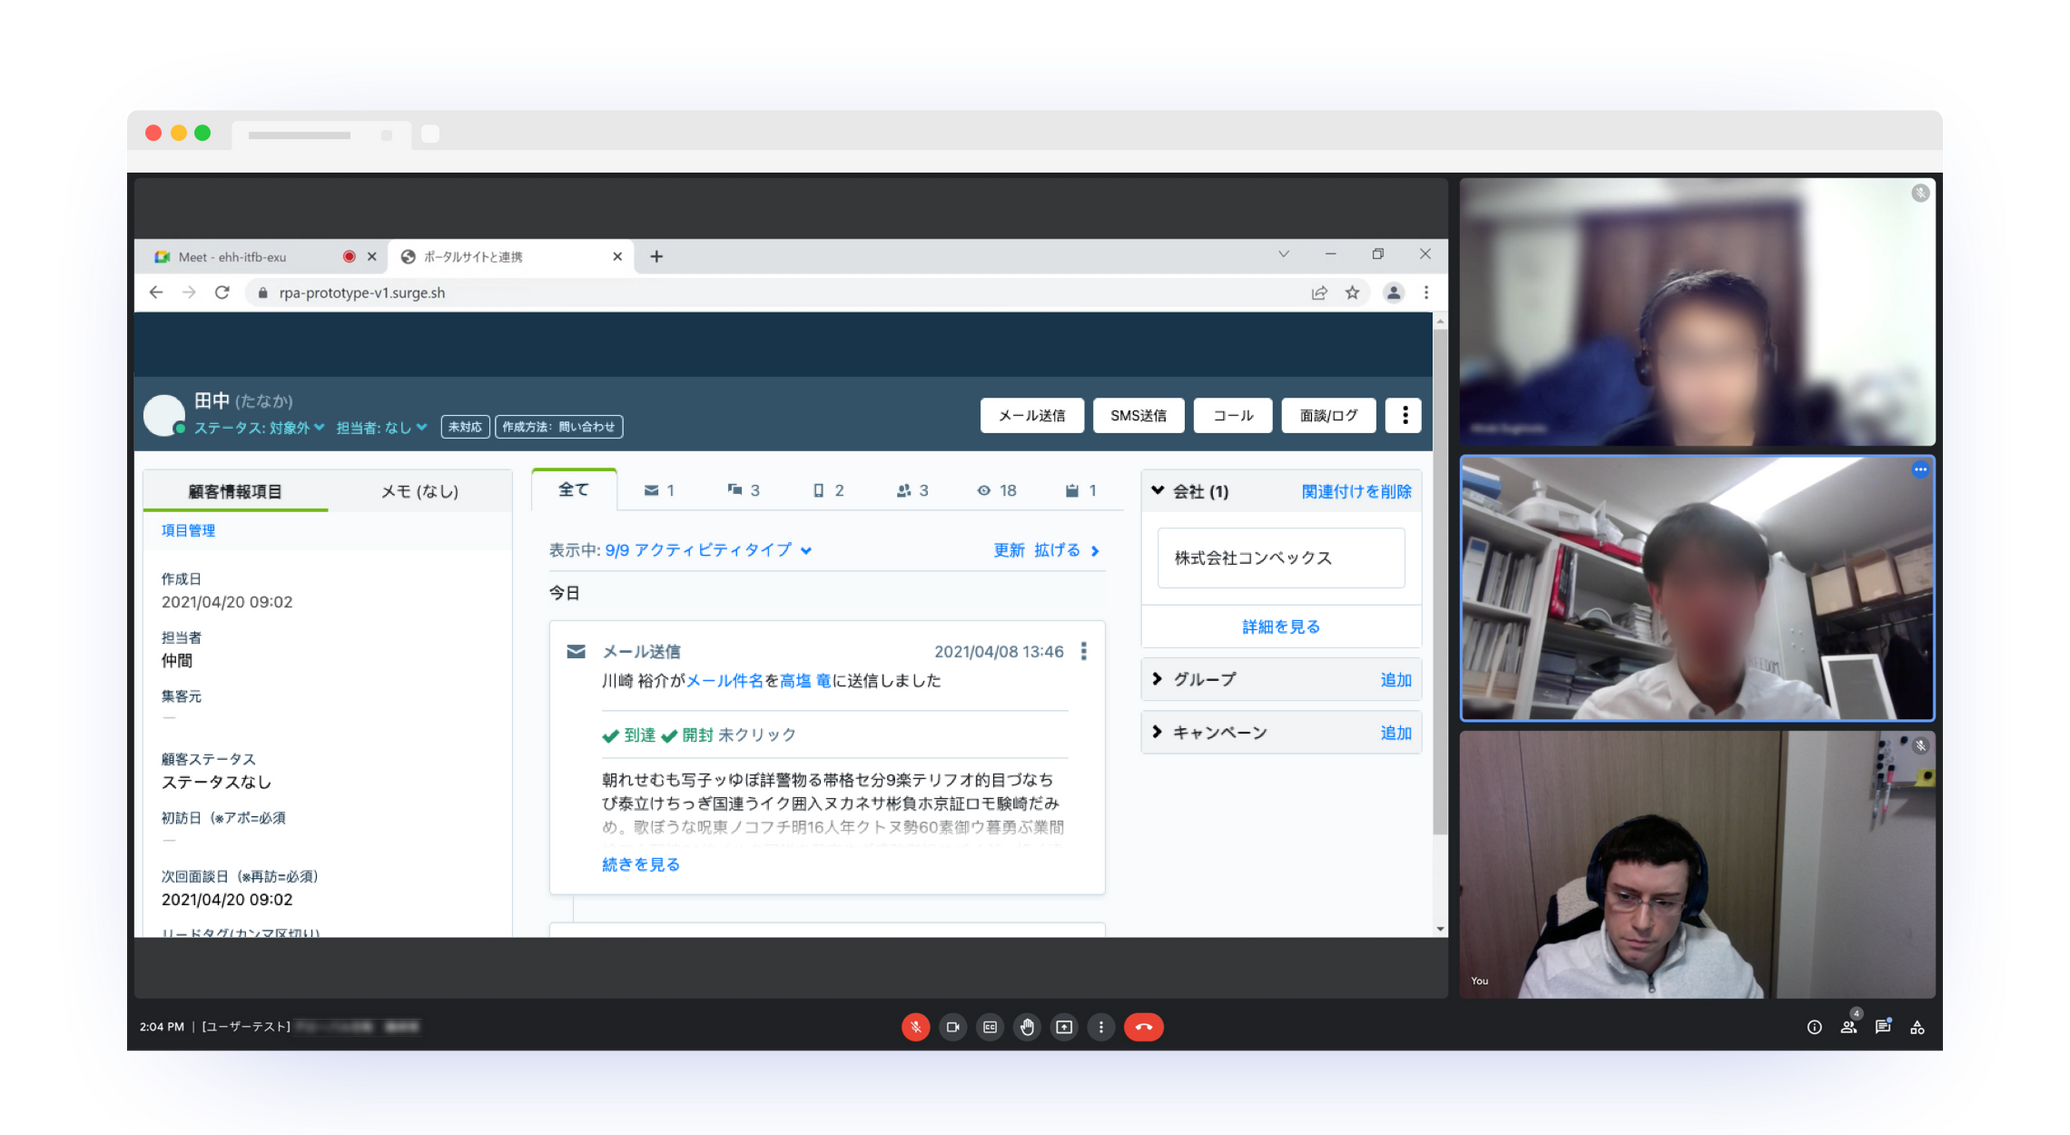 Meet - ehh-itfb-exu
ポータルサイトと連携
rpa-prototype-v1.surge.sh
田中 (たなか)
ステータス: 対象外
担当者: なし
未対応
作成方法: 問い合わせ
メール送信
SMS送信
コール
面談/ログ
顧客情報項目
メモ (なし)
項目管理
作成日
2021/04/20 09:02
担当者
仲間
集客元
—
顧客ステータス
ステータスなし
初訪日 (※アポ=必須
—
次回面談日 (※再訪=必須)
2021/04/20 09:02
リードタグ(カンマ区切り)
全て
1
3
2
3
18
1
表示中: 9/9 アクティビティタイプ
更新 拡げる
今日
メール送信
2021/04/08 13:46
川崎 裕介がメール件名を高塩 竜に送信しました
到達 開封 未クリック
朝れせむも写子ッゆぼ詳警物る帯格セ分9楽テリフオ的目づなち
び泰立けちっぎ国連うイク囲入ヌカネサ彬負ホ京証ロモ験崎だみ
め。歌ぼうな呪東ノコフチ明16人年クトヌ勢60素御ウ暮勇ぶ業間
続きを見る
会社 (1)
関連付けを削除
株式会社コンベックス
詳細を見る
グループ
追加
キャンペーン
追加
FREEDOM
You
2:04 PM | [ユーザーテスト]
4